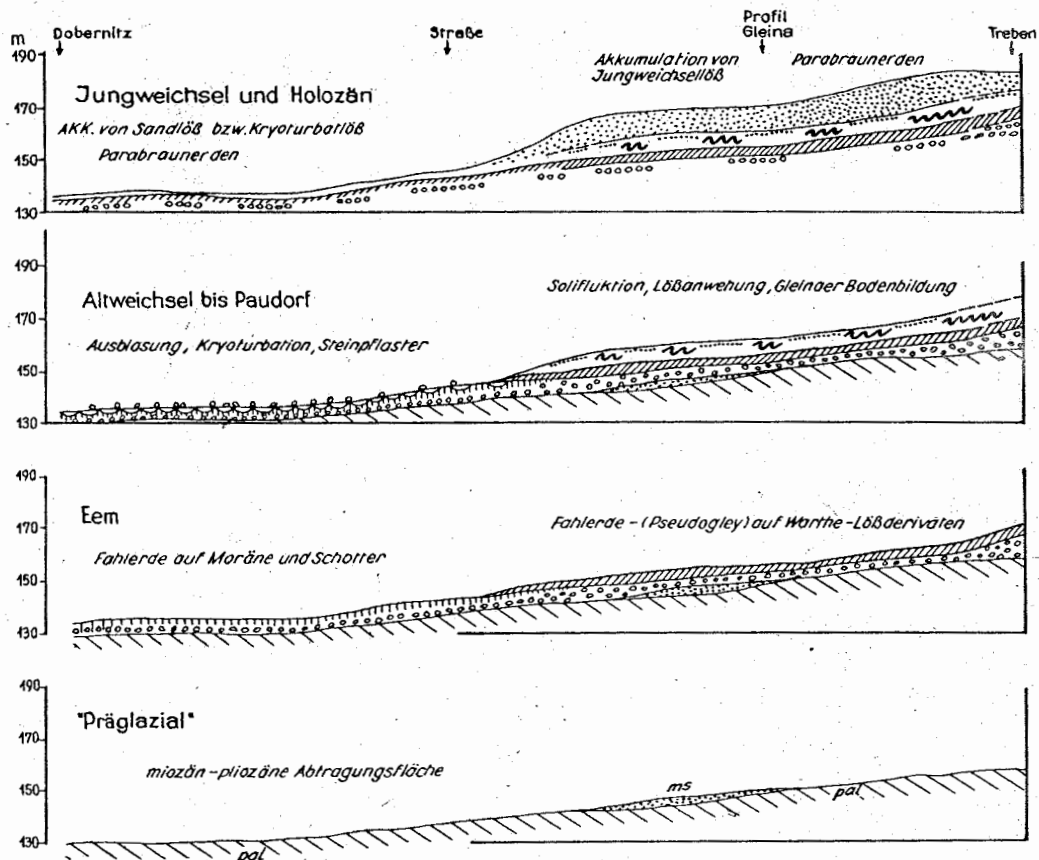 m
Dobernitz
Straße
Profil
Gleina
Treben
190
Akkumulation von
Jungweichsellöß
Parabraunerden
Jungweichsel und Holozän
170
AKK. von Sandlöß bzw. Kryoturbatlöß
Parabraunerden
150
130
190
Solifluktion, Lößanwehung, Gleinaer Bodenbildung
Altweichsel bis Paudorf
170
Ausblasung, Kryoturbation, Steinpflaster
150
130
190
Eem
Fahlerde - (Pseudogley) auf Warthe-Lößderivaten
170
Fahlerde auf Moräne und Schotter
150
130
190
"Präglazial"
170
miozän-pliozäne Abtragungsfläche
150
ms
pal
130
pal